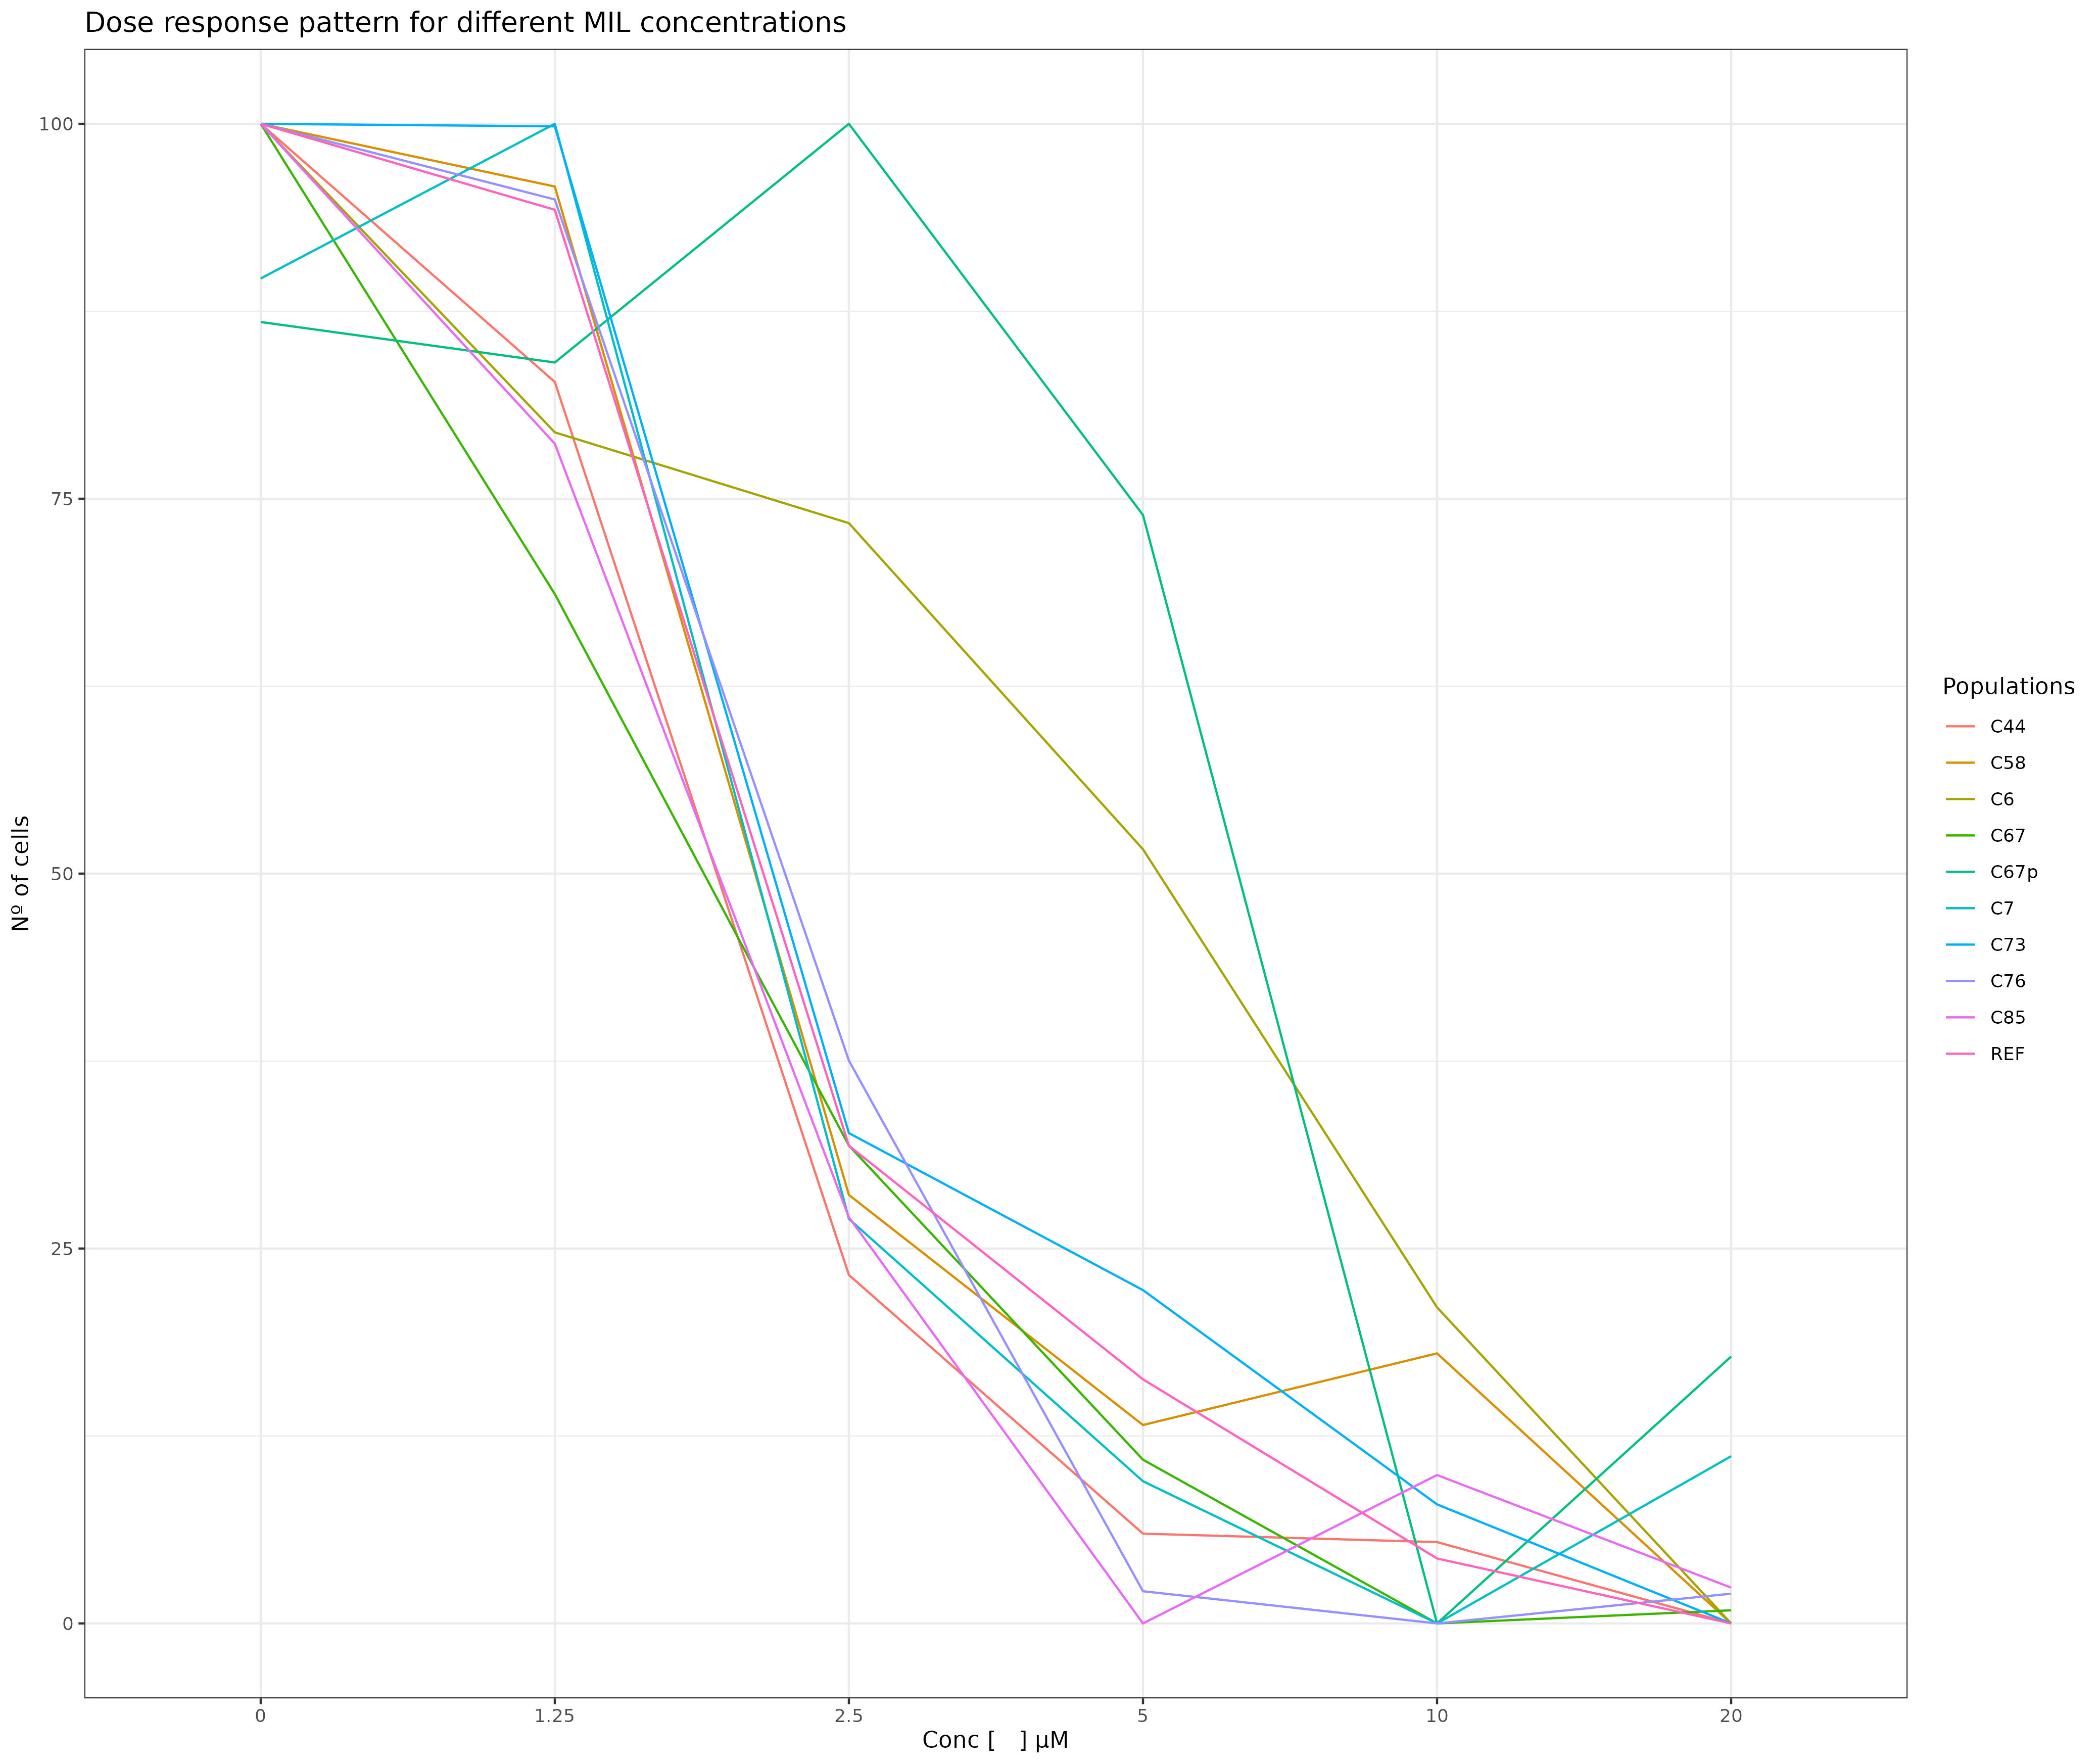 Dose response pattern for different MIL concentrations
100
75
50
25
0
Nº of cells
0 1.25 2.5 5 10 20
Conc [   ] µM
Populations
C44
C58
C6
C67
C67p
C7
C73
C76
C85
REF